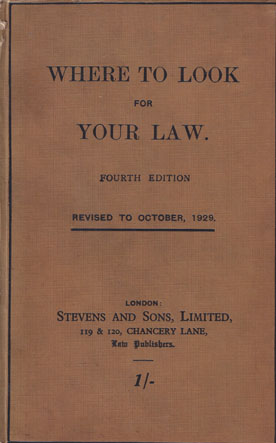 WHERE TO LOOK
FOR
YOUR LAW.
FOURTH EDITION
REVISED TO OCTOBER, 1929.
LONDON:
STEVENS AND SONS, LIMITED,
119 & 120, CHANCERY LANE,
Law Publishers.
1/-